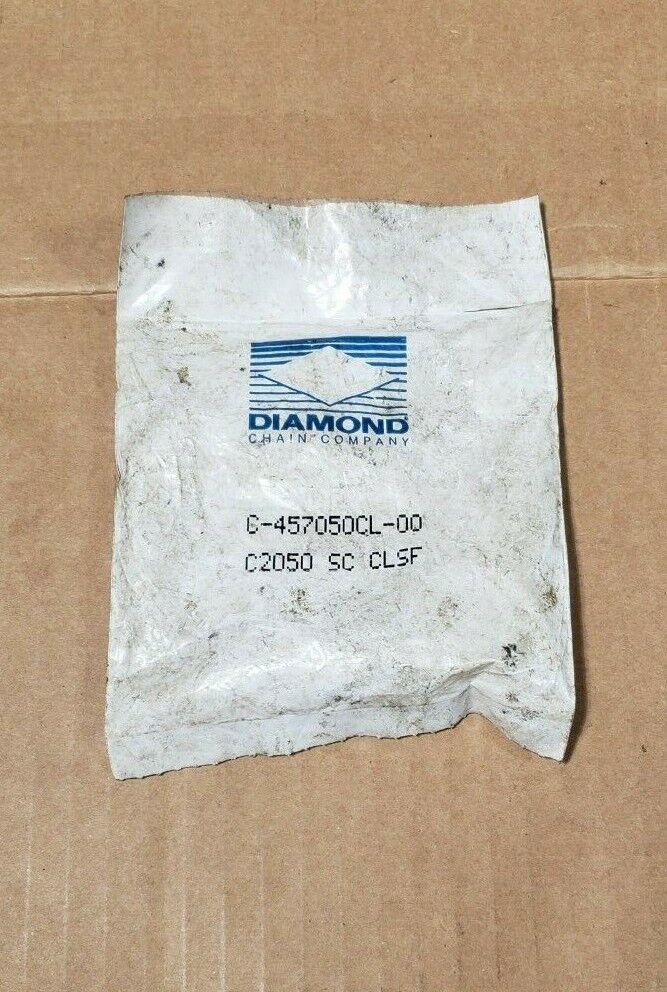 DIAMOND®
CHAIN COMPANY
C-457050CL-00
C2050 SC CLSF